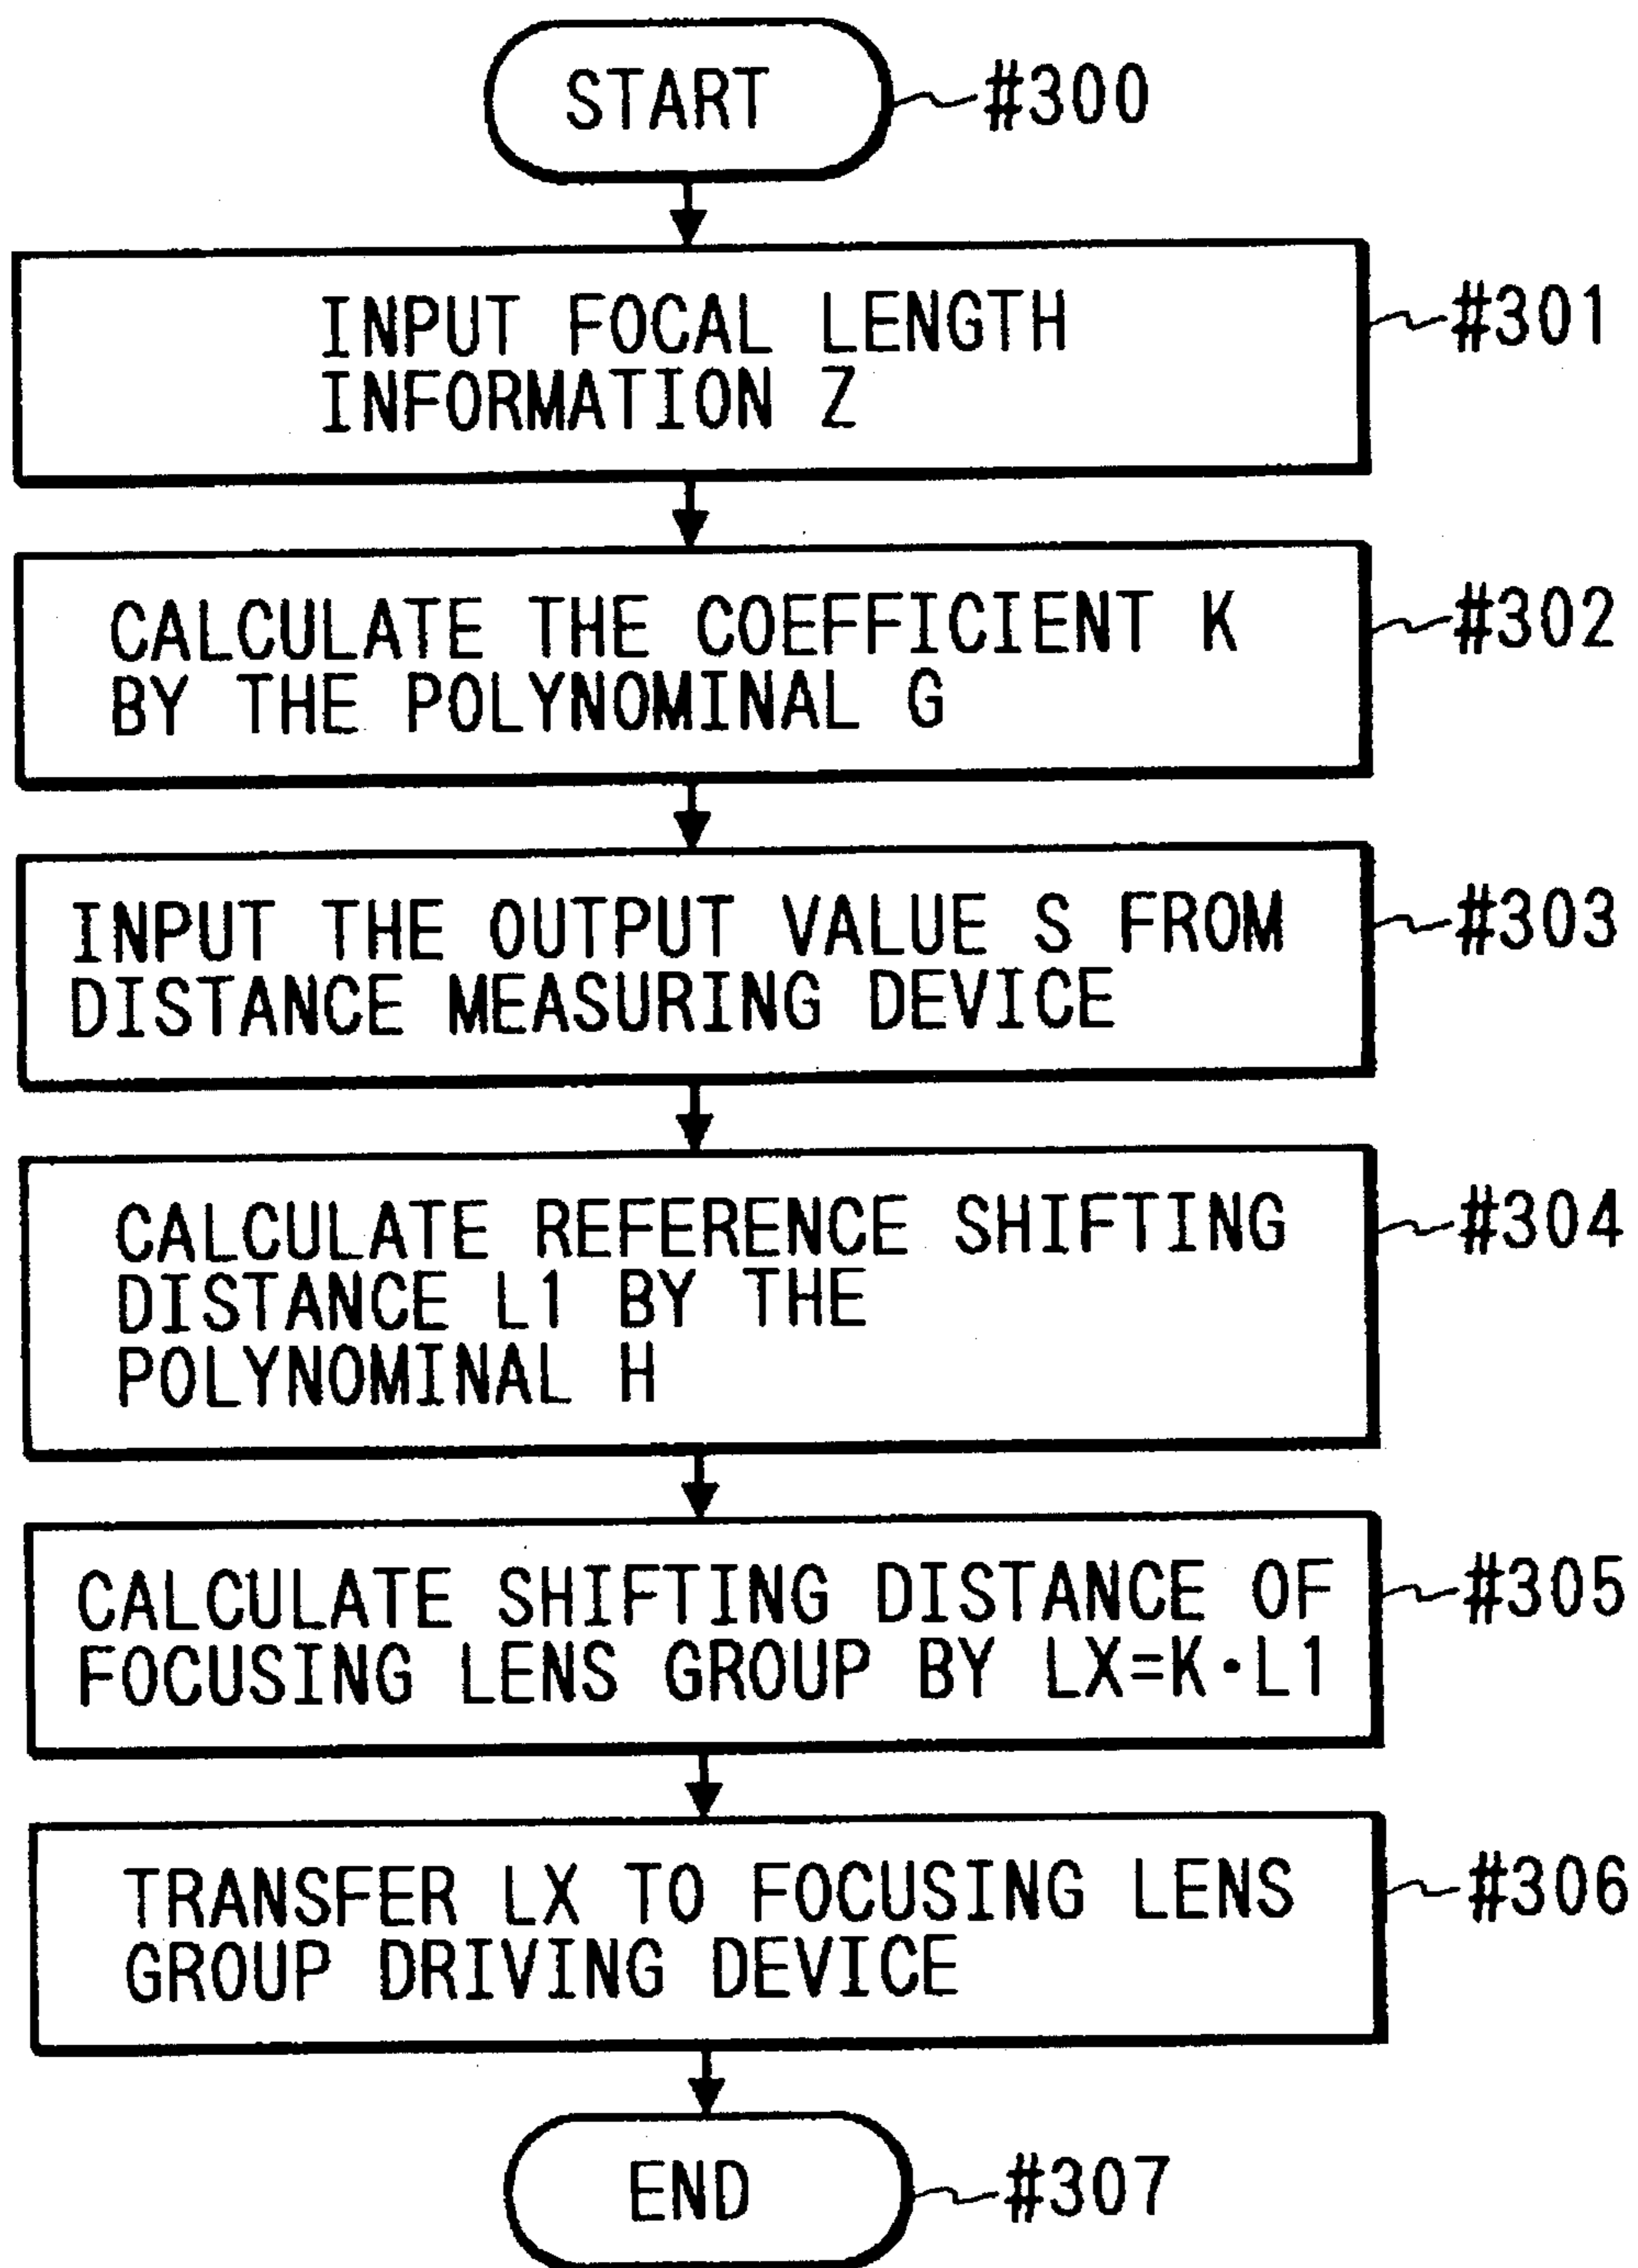 START
#300
INPUT FOCAL LENGTH
INFORMATION Z
#301
CALCULATE THE COEFFICIENT K
BY THE POLYNOMINAL G
#302
INPUT THE OUTPUT VALUE S FROM
DISTANCE MEASURING DEVICE
#303
CALCULATE REFERENCE SHIFTING
DISTANCE L1 BY THE
POLYNOMINAL H
#304
CALCULATE SHIFTING DISTANCE OF
FOCUSING LENS GROUP BY LX=K·L1
#305
TRANSFER LX TO FOCUSING LENS
GROUP DRIVING DEVICE
#306
END
#307